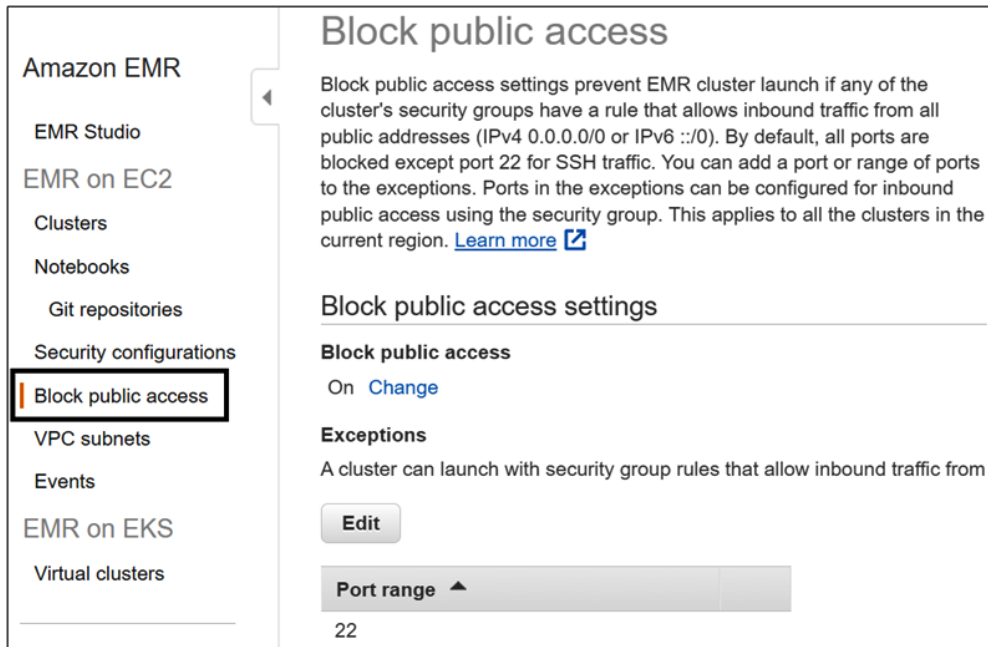 Amazon EMR
EMR Studio
EMR on EC2
Clusters
Notebooks
Git repositories
Security configurations
Block public access
VPC subnets
Events
EMR on EKS
Virtual clusters
Block public access
Block public access settings prevent EMR cluster launch if any of the
cluster's security groups have a rule that allows inbound traffic from all
public addresses (IPv4 0.0.0.0/0 or IPv6 ::/0). By default, all ports are
blocked except port 22 for SSH traffic. You can add a port or range of ports
to the exceptions. Ports in the exceptions can be configured for inbound
public access using the security group. This applies to all the clusters in the
current region. Learn more
Block public access settings
Block public access
On Change
Exceptions
A cluster can launch with security group rules that allow inbound traffic from
Edit
Port range
22